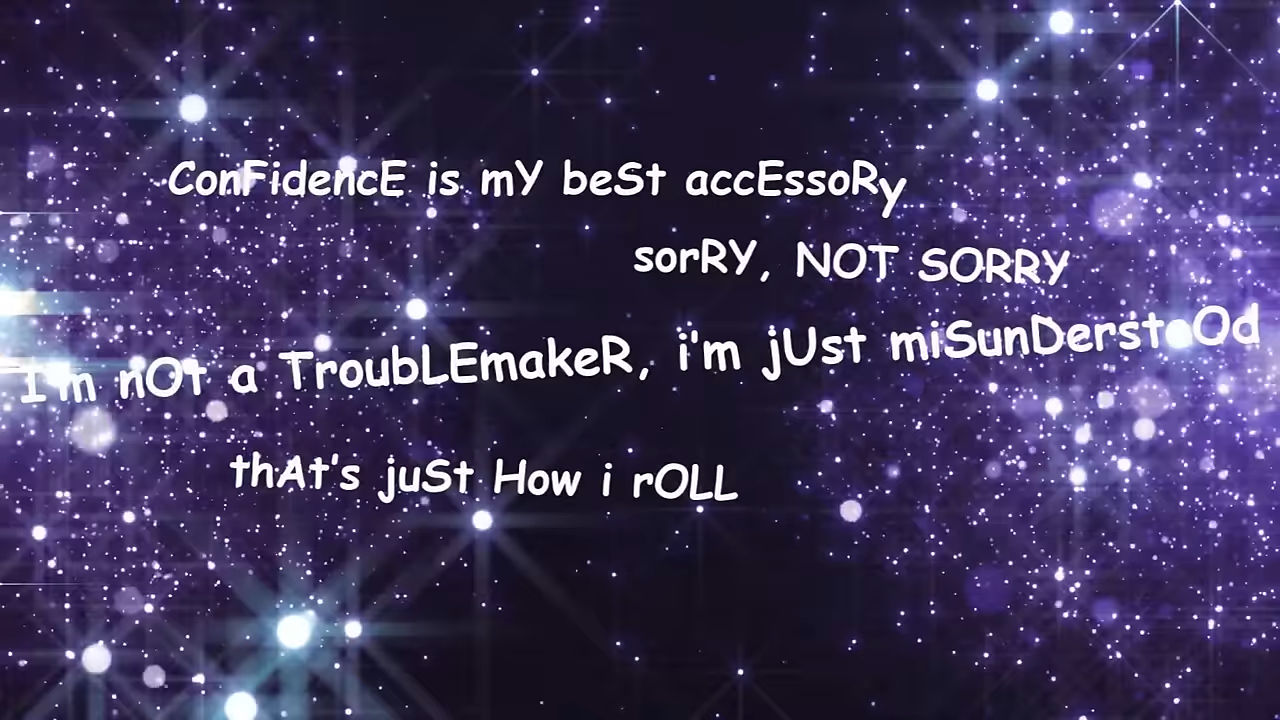 ConFidencE is mY beSt accEssoRy
sorRY, NOT SORRY
I'm nOt a TroubLEmakeR, i'm jUst miSunDerstoOd
thAt's juSt How i rOLL